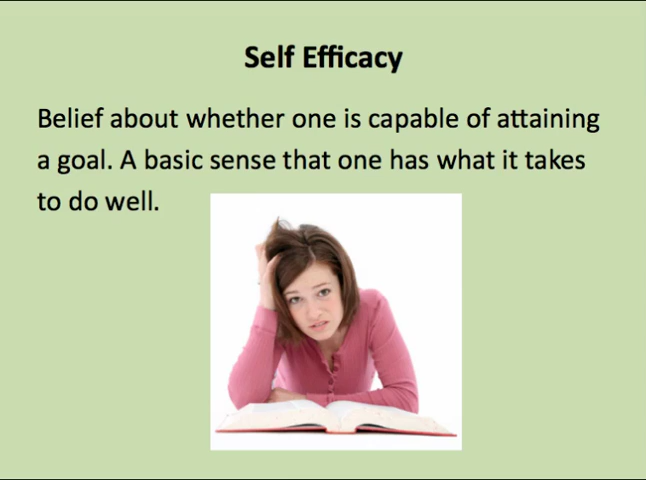 Self Efficacy
Belief about whether one is capable of attaining
a goal. A basic sense that one has what it takes
to do well.